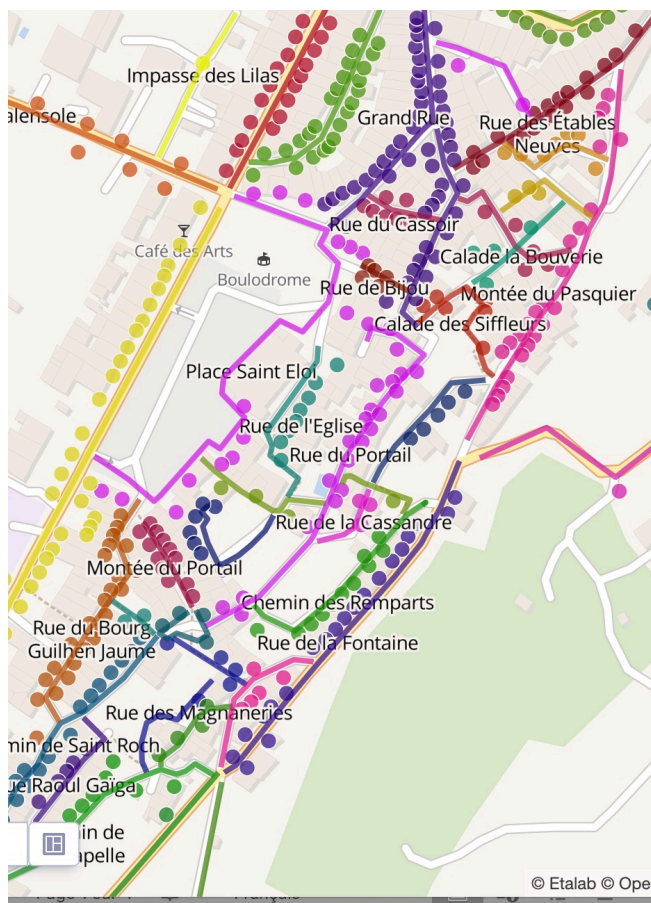 Impasse des Lilas
alensole
Grand Rue
Rue des Étables
Neuves
Rue du Cassoir
Café des Arts
Calade la Bouverie
Boulodrome
Rue de Bijou
Montée du Pasquier
Calade des Siffleurs
Place Saint Eloi
Rue de l'Eglise
Rue du Portail
Rue de la Cassandre
Montée du Portail
Chemin des Remparts
Rue du Bourg
Guilhen Jaume
Rue de la Fontaine
Rue des Magnaneries
min de Saint Roch
ue Raoul Gaïga
in de
apelle
© Etalab © Ope